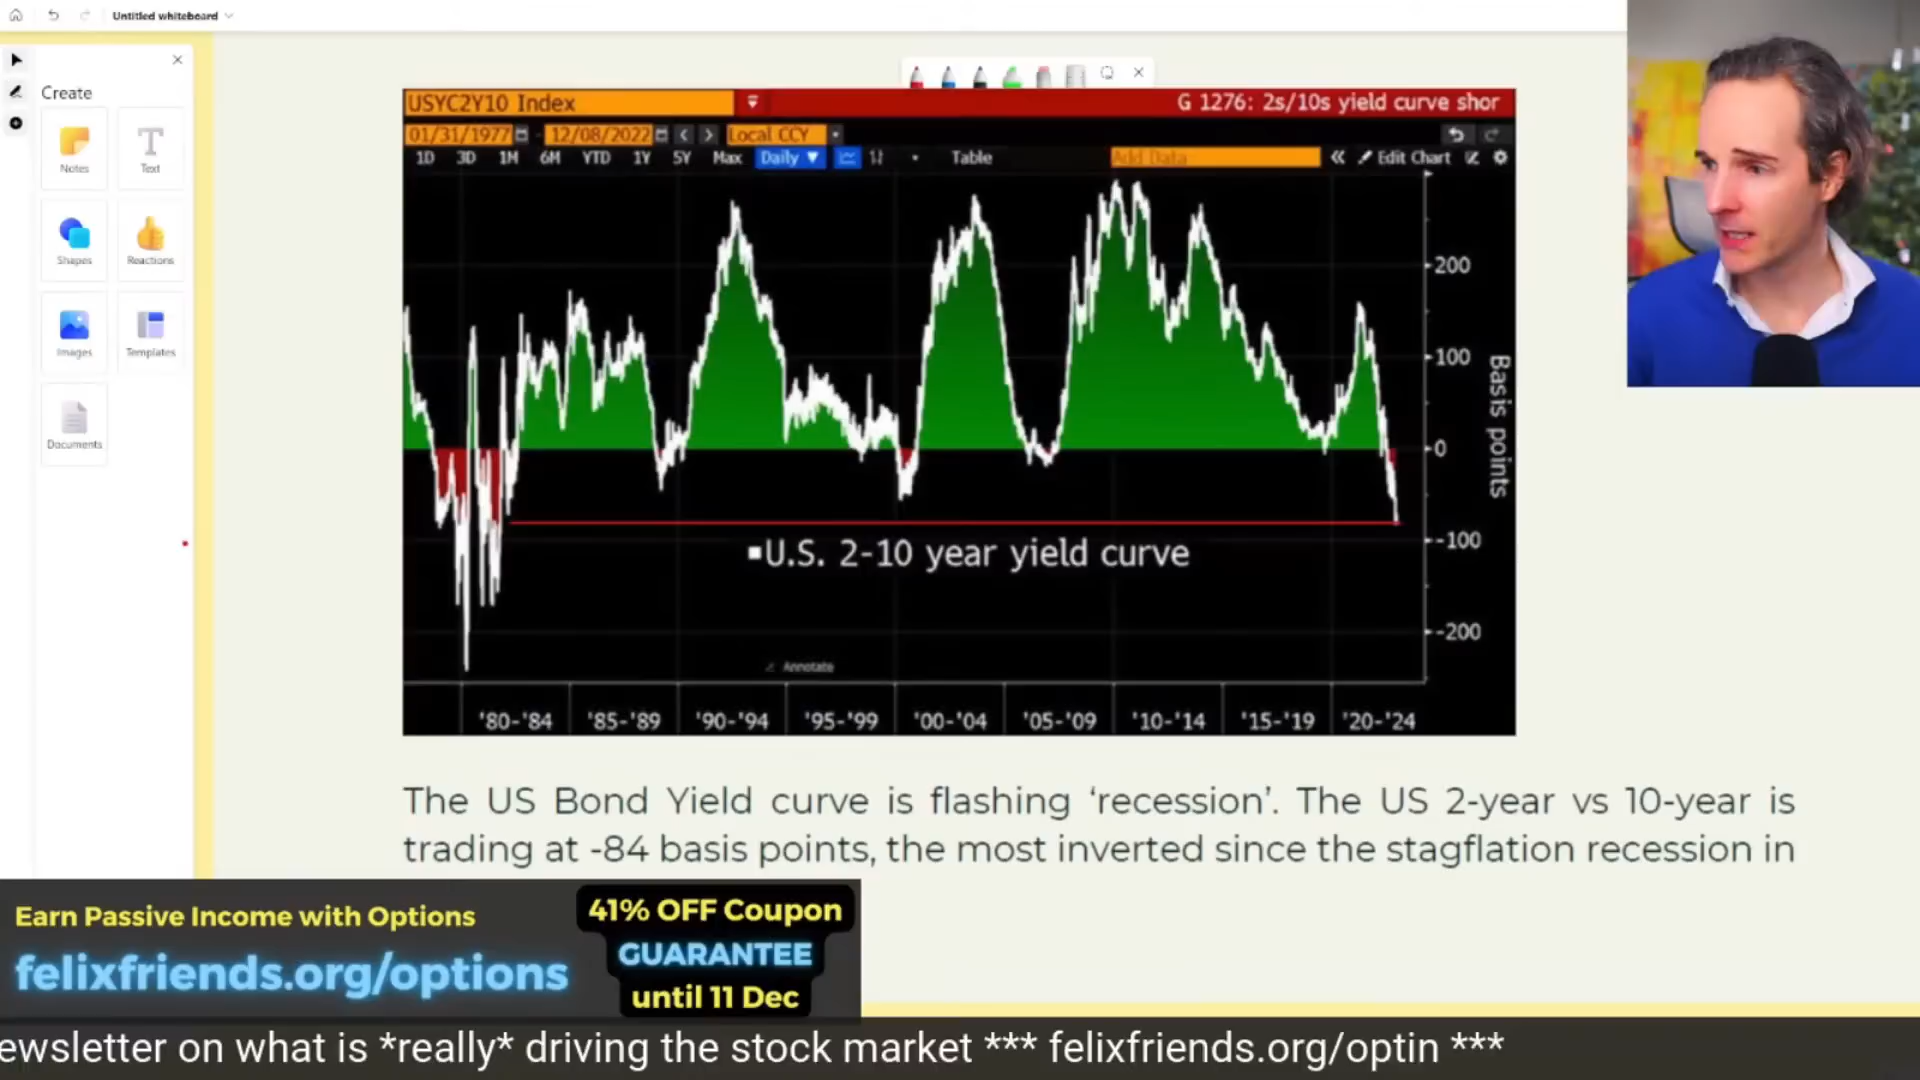 Untitled whiteboard
Create
Notes
Text
Shapes
Reactions
Images
Templates
Documents
USYC2Y10 Index
G 1276: 2s/10s yield curve shor
01/31/1977 - 12/08/2022
Local CCY
1D 3D 1M 6M YTD 1Y 5Y Max Daily ▼
Table
Add Data
« Edit Chart
200
100
0
-100
-200
Basis points
U.S. 2-10 year yield curve
Annotate
'80-'84 '85-'89 '90-'94 '95-'99 '00-'04 '05-'09 '10-'14 '15-'19 '20-'24
The US Bond Yield curve is flashing ‘recession’. The US 2-year vs 10-year is
trading at -84 basis points, the most inverted since the stagflation recession in
Earn Passive Income with Options
felixfriends.org/options
41% OFF Coupon
GUARANTEE
until 11 Dec
ewsletter on what is *really* driving the stock market *** felixfriends.org/optin ***